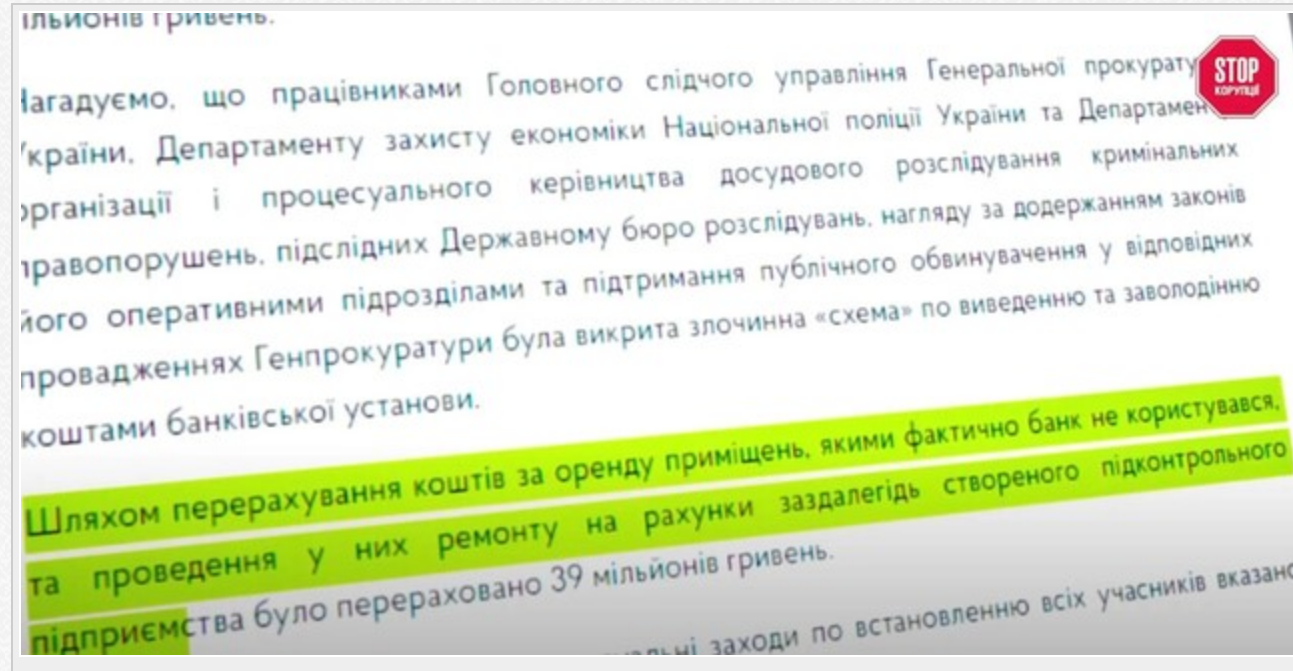 ільйонів гривень.
Нагадуємо, що працівниками Головного слідчого управління Генеральної прокурату
України, Департаменту захисту економіки Національної поліції України та Департамен
організації і процесуального керівництва досудового розслідування кримінальних
правопорушень, підслідних Державному бюро розслідувань, нагляду за додержанням законів
його оперативними підрозділами та підтримання публічного обвинувачення у відповідних
провадженнях Генпрокуратури була викрита злочинна «схема» по виведенню та заволодінню
коштами банківської установи.
Шляхом перерахування коштів за оренду приміщень, якими фактично банк не користувався,
та проведення у них ремонту на рахунки заздалегідь створеного підконтрольного
підприємства було перераховано 39 мільйонів гривень.
заходи по встановленню всіх учасників вказано
STOP
КОРУПЦІЇ